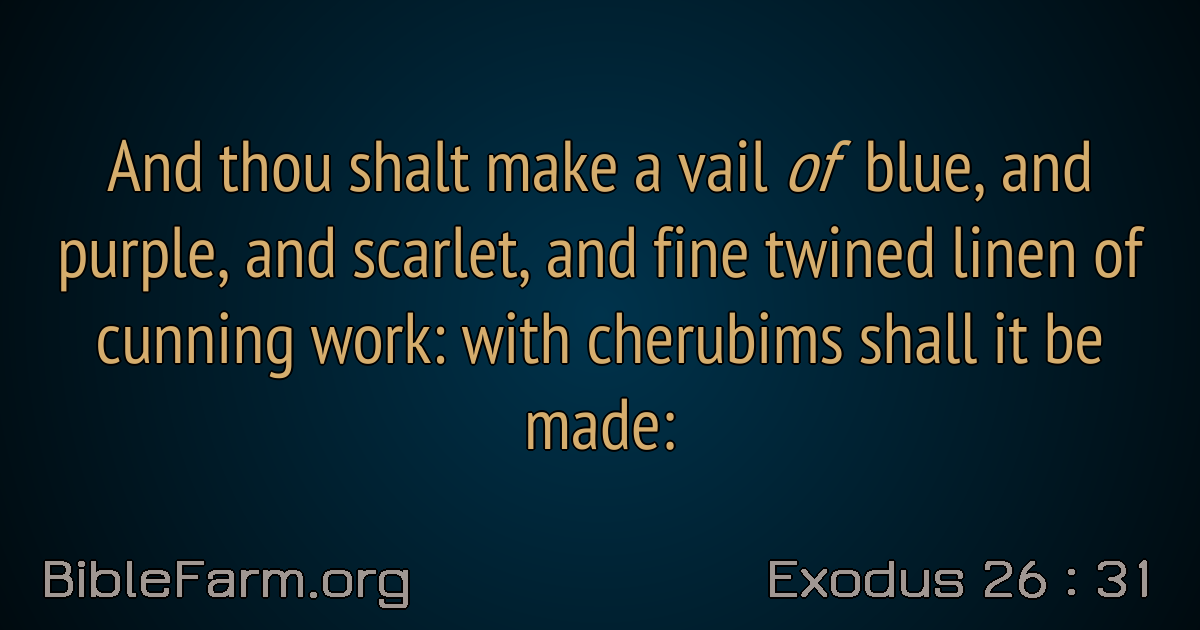 And thou shalt make a vail of blue, and
purple, and scarlet, and fine twined linen of
cunning work: with cherubims shall it be
made:
BibleFarm.org
Exodus 26 : 31